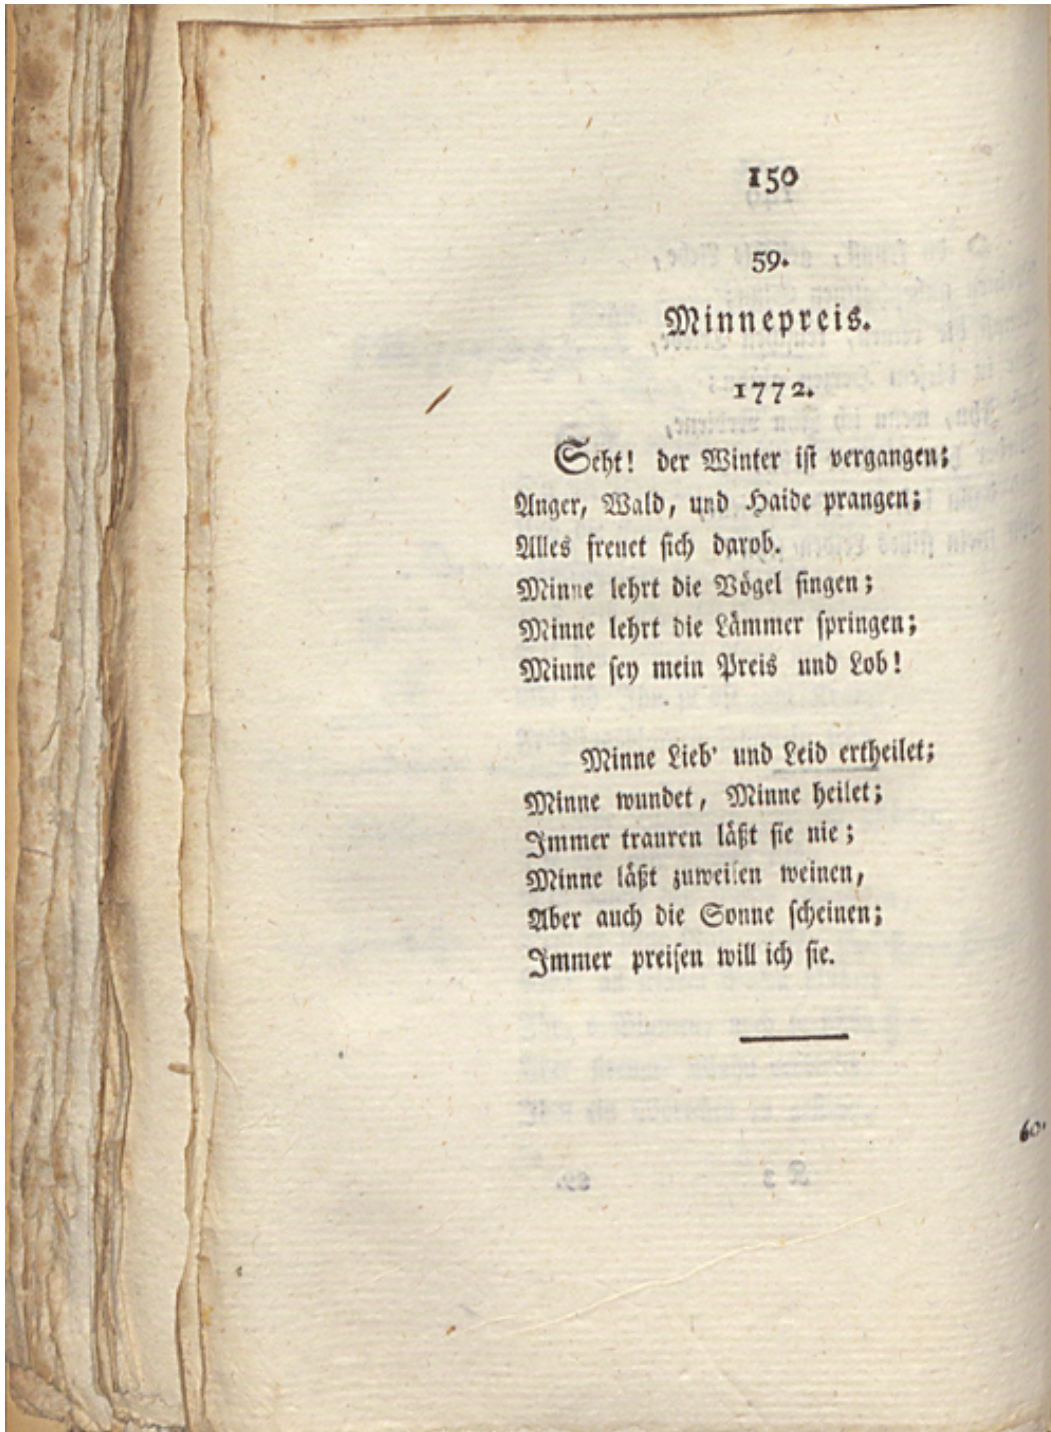 150
59.
Minnepreis.
1772.
Seht! der Winter ist vergangen;
Anger, Wald, und Haide prangen;
Alles freuet sich darob.
Minne lehrt die Vögel singen;
Minne lehrt die Lämmer springen;
Minne sey mein Preis und Lob!
Minne Lieb' und Leid ertheilet;
Minne wundet, Minne heilet;
Immer trauren läßt sie nie;
Minne läßt zuweilen weinen,
Aber auch die Sonne scheinen;
Immer preisen will ich sie.
60.